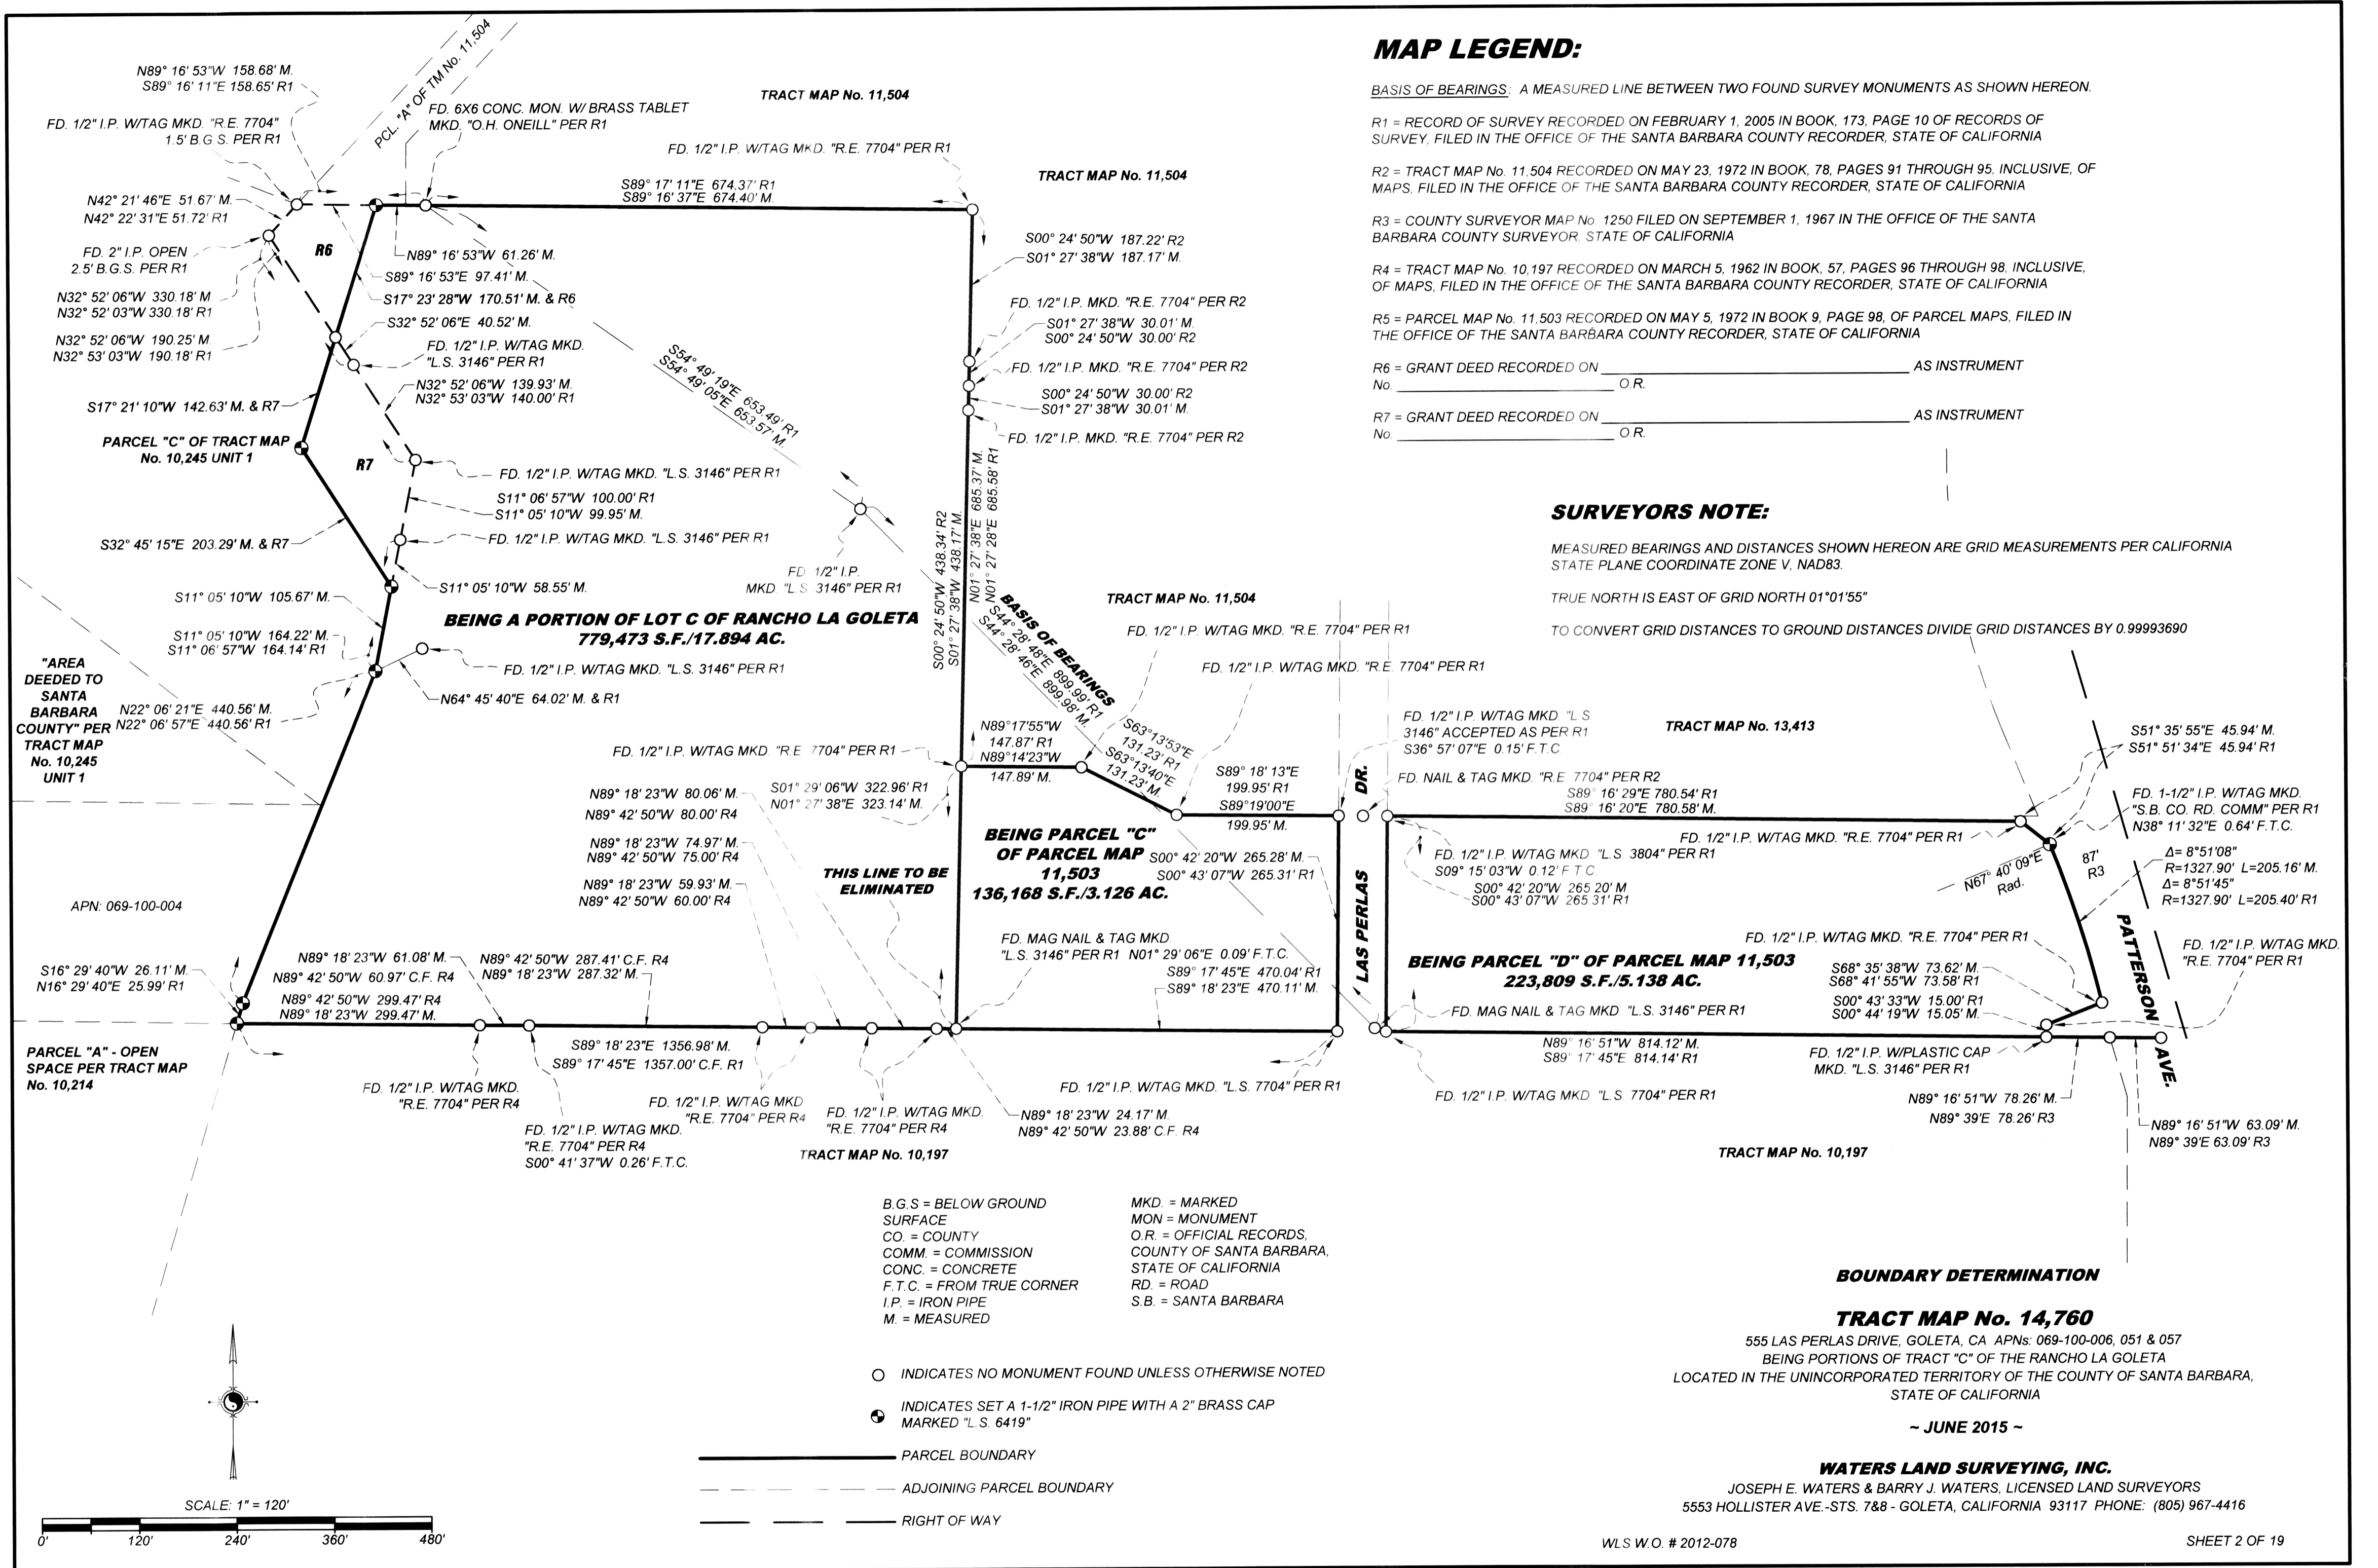 MAP LEGEND:
BASIS OF BEARINGS: A MEASURED LINE BETWEEN TWO FOUND SURVEY MONUMENTS AS SHOWN HEREON.
R1 = RECORD OF SURVEY RECORDED ON FEBRUARY 1, 2005 IN BOOK, 173, PAGE 10 OF RECORDS OF
SURVEY, FILED IN THE OFFICE OF THE SANTA BARBARA COUNTY RECORDER, STATE OF CALIFORNIA
R2 = TRACT MAP No. 11,504 RECORDED ON MAY 23, 1972 IN BOOK, 78, PAGES 91 THROUGH 95, INCLUSIVE, OF
MAPS, FILED IN THE OFFICE OF THE SANTA BARBARA COUNTY RECORDER, STATE OF CALIFORNIA
R3 = COUNTY SURVEYOR MAP No. 1250 FILED ON SEPTEMBER 1, 1967 IN THE OFFICE OF THE SANTA
BARBARA COUNTY SURVEYOR, STATE OF CALIFORNIA
R4 = TRACT MAP No. 10,197 RECORDED ON MARCH 5, 1962 IN BOOK, 57, PAGES 96 THROUGH 98, INCLUSIVE,
OF MAPS, FILED IN THE OFFICE OF THE SANTA BARBARA COUNTY RECORDER, STATE OF CALIFORNIA
R5 = PARCEL MAP No. 11,503 RECORDED ON MAY 5, 1972 IN BOOK 9, PAGE 98, OF PARCEL MAPS, FILED IN
THE OFFICE OF THE SANTA BARBARA COUNTY RECORDER, STATE OF CALIFORNIA
R6 = GRANT DEED RECORDED ON AS INSTRUMENT
No. O.R.
R7 = GRANT DEED RECORDED ON AS INSTRUMENT
No. O.R.
SURVEYORS NOTE:
MEASURED BEARINGS AND DISTANCES SHOWN HEREON ARE GRID MEASUREMENTS PER CALIFORNIA
STATE PLANE COORDINATE ZONE V, NAD83.
TRUE NORTH IS EAST OF GRID NORTH 01°01'55"
TO CONVERT GRID DISTANCES TO GROUND DISTANCES DIVIDE GRID DISTANCES BY 0.99993690
N89° 16' 53"W 158.68' M.
S89° 16' 11"E 158.65' R1
FD. 1/2" I.P. W/TAG MKD. "R.E. 7704"
1.5' B.G.S. PER R1
PCL. "A" OF TM No. 11,504
FD. 6X6 CONC. MON. W/ BRASS TABLET
MKD. "O.H. ONEILL" PER R1
TRACT MAP No. 11,504
FD. 1/2" I.P. W/TAG MKD. "R.E. 7704" PER R1
S89° 17' 11"E 674.37' R1
S89° 16' 37"E 674.40' M.
TRACT MAP No. 11,504
N42° 21' 46"E 51.67' M.
N42° 22' 31"E 51.72' R1
FD. 2" I.P. OPEN
2.5' B.G.S. PER R1
R6
N89° 16' 53"W 61.26' M.
S89° 16' 53"E 97.41' M.
S17° 23' 28"W 170.51' M. & R6
N32° 52' 06"W 330.18' M
N32° 52' 03"W 330.18' R1
N32° 52' 06"W 190.25' M.
N32° 53' 03"W 190.18' R1
S32° 52' 06"E 40.52' M.
FD. 1/2" I.P. W/TAG MKD.
"L.S. 3146" PER R1
N32° 52' 06"W 139.93' M.
N32° 53' 03"W 140.00' R1
S17° 21' 10"W 142.63' M. & R7
PARCEL "C" OF TRACT MAP
No. 10,245 UNIT 1
R7
FD. 1/2" I.P. W/TAG MKD. "L.S. 3146" PER R1
S11° 06' 57"W 100.00' R1
S11° 05' 10"W 99.95' M.
S32° 45' 15"E 203.29' M. & R7
FD. 1/2" I.P. W/TAG MKD. "L.S. 3146" PER R1
S11° 05' 10"W 58.55' M.
S54° 49' 19"E 653.49' R1
S54° 49' 05"E 653.57' M.
FD. 1/2" I.P.
MKD. "L.S. 3146" PER R1
S00° 24' 50"W 187.22' R2
S01° 27' 38"W 187.17' M.
FD. 1/2" I.P. MKD. "R.E. 7704" PER R2
S01° 27' 38"W 30.01' M.
S00° 24' 50"W 30.00' R2
FD. 1/2" I.P. MKD. "R.E. 7704" PER R2
S00° 24' 50"W 30.00' R2
S01° 27' 38"W 30.01' M.
FD. 1/2" I.P. MKD. "R.E. 7704" PER R2
S00° 24' 50"W 438.34' R2
S01° 27' 38"W 438.17' M.
N01° 27' 38"E 685.37' M.
N01° 27' 28"E 685.58' R1
BASIS OF BEARINGS
S44° 28' 48"E 899.99' R1
S44° 28' 46"E 899.98' M.
S11° 05' 10"W 105.67' M.
S11° 05' 10"W 164.22' M.
S11° 06' 57"W 164.14' R1
BEING A PORTION OF LOT C OF RANCHO LA GOLETA
779,473 S.F./17.894 AC.
FD. 1/2" I.P. W/TAG MKD. "L.S. 3146" PER R1
N64° 45' 40"E 64.02' M. & R1
"AREA
DEEDED TO
SANTA
BARBARA
COUNTY" PER
TRACT MAP
No. 10,245
UNIT 1
N22° 06' 21"E 440.56' M.
N22° 06' 57"E 440.56' R1
TRACT MAP No. 11,504
FD. 1/2" I.P. W/TAG MKD. "R.E. 7704" PER R1
FD. 1/2" I.P. W/TAG MKD. "R.E. 7704" PER R1
FD. 1/2" I.P. W/TAG MKD. "R.E. 7704" PER R1
N89°17'55"W
147.87' R1
N89°14'23"W
147.89' M.
S63°13'53"E
131.23' R1
S63°13'40"E
131.23' M.
S89° 18' 13"E
199.95' R1
S89°19'00"E
199.95' M.
S01° 29' 06"W 322.96' R1
N01° 27' 38"E 323.14' M.
FD. 1/2" I.P. W/TAG MKD. "L.S.
3146" ACCEPTED AS PER R1
S36° 57' 07"E 0.15' F.T.C.
TRACT MAP No. 13,413
FD. NAIL & TAG MKD. "R.E. 7704" PER R2
S89° 16' 29"E 780.54' R1
S89° 16' 20"E 780.58' M.
S51° 35' 55"E 45.94' M.
S51° 51' 34"E 45.94' R1
FD. 1-1/2" I.P. W/TAG MKD.
"S.B. CO. RD. COMM" PER R1
N38° 11' 32"E 0.64' F.T.C.
FD. 1/2" I.P. W/TAG MKD. "R.E. 7704" PER R1
FD. 1/2" I.P. W/TAG MKD. "L.S. 3804" PER R1
S09° 15' 03"W 0.12' F.T.C.
S00° 42' 20"W 265.20' M
S00° 43' 07"W 265.31' R1
N67° 40' 09"E
Rad.
87'
R3
Δ= 8°51'08"
R=1327.90' L=205.16' M.
Δ= 8°51'45"
R=1327.90' L=205.40' R1
N89° 18' 23"W 80.06' M.
N89° 42' 50"W 80.00' R4
N89° 18' 23"W 74.97' M.
N89° 42' 50"W 75.00' R4
N89° 18' 23"W 59.93' M.
N89° 42' 50"W 60.00' R4
THIS LINE TO BE
ELIMINATED
BEING PARCEL "C"
OF PARCEL MAP
11,503
136,168 S.F./3.126 AC.
S00° 42' 20"W 265.28' M.
S00° 43' 07"W 265.31' R1
LAS PERLAS DR.
FD. MAG NAIL & TAG MKD.
"L.S. 3146" PER R1 N01° 29' 06"E 0.09' F.T.C.
S89° 17' 45"E 470.04' R1
S89° 18' 23"E 470.11' M.
BEING PARCEL "D" OF PARCEL MAP 11,503
223,809 S.F./5.138 AC.
FD. MAG NAIL & TAG MKD. "L.S. 3146" PER R1
FD. 1/2" I.P. W/TAG MKD. "R.E. 7704" PER R1
S68° 35' 38"W 73.62' M.
S68° 41' 55"W 73.58' R1
S00° 43' 33"W 15.00' R1
S00° 44' 19"W 15.05' M.
FD. 1/2" I.P. W/TAG MKD.
"R.E. 7704" PER R1
PATTERSON AVE.
APN: 069-100-004
S16° 29' 40"W 26.11' M.
N16° 29' 40"E 25.99' R1
N89° 18' 23"W 61.08' M.
N89° 42' 50"W 60.97' C.F. R4
N89° 42' 50"W 287.41' C.F. R4
N89° 18' 23"W 287.32' M.
N89° 42' 50"W 299.47' R4
N89° 18' 23"W 299.47' M.
PARCEL "A" - OPEN
SPACE PER TRACT MAP
No. 10,214
S89° 18' 23"E 1356.98' M.
S89° 17' 45"E 1357.00' C.F. R1
FD. 1/2" I.P. W/TAG MKD.
"R.E. 7704" PER R4
FD. 1/2" I.P. W/TAG MKD.
"R.E. 7704" PER R4
S00° 41' 37"W 0.26' F.T.C.
FD. 1/2" I.P. W/TAG MKD
"R.E. 7704" PER R4
FD. 1/2" I.P. W/TAG MKD.
"R.E. 7704" PER R4
FD. 1/2" I.P. W/TAG MKD. "L.S. 7704" PER R1
N89° 18' 23"W 24.17' M.
N89° 42' 50"W 23.88' C.F. R4
TRACT MAP No. 10,197
N89° 16' 51"W 814.12' M.
S89° 17' 45"E 814.14' R1
FD. 1/2" I.P. W/TAG MKD. "L.S. 7704" PER R1
FD. 1/2" I.P. W/PLASTIC CAP
MKD. "L.S. 3146" PER R1
N89° 16' 51"W 78.26' M.
N89° 39'E 78.26' R3
N89° 16' 51"W 63.09' M.
N89° 39'E 63.09' R3
TRACT MAP No. 10,197
B.G.S = BELOW GROUND
SURFACE
CO. = COUNTY
COMM. = COMMISSION
CONC. = CONCRETE
F.T.C. = FROM TRUE CORNER
I.P. = IRON PIPE
M. = MEASURED
MKD. = MARKED
MON = MONUMENT
O.R. = OFFICIAL RECORDS,
COUNTY OF SANTA BARBARA,
STATE OF CALIFORNIA
RD. = ROAD
S.B. = SANTA BARBARA
INDICATES NO MONUMENT FOUND UNLESS OTHERWISE NOTED
INDICATES SET A 1-1/2" IRON PIPE WITH A 2" BRASS CAP
MARKED "L.S. 6419"
PARCEL BOUNDARY
ADJOINING PARCEL BOUNDARY
RIGHT OF WAY
SCALE: 1" = 120'
0' 120' 240' 360' 480'
BOUNDARY DETERMINATION
TRACT MAP No. 14,760
555 LAS PERLAS DRIVE, GOLETA, CA APNs: 069-100-006, 051 & 057
BEING PORTIONS OF TRACT "C" OF THE RANCHO LA GOLETA
LOCATED IN THE UNINCORPORATED TERRITORY OF THE COUNTY OF SANTA BARBARA,
STATE OF CALIFORNIA
~ JUNE 2015 ~
WATERS LAND SURVEYING, INC.
JOSEPH E. WATERS & BARRY J. WATERS, LICENSED LAND SURVEYORS
5553 HOLLISTER AVE.-STS. 7&8 - GOLETA, CALIFORNIA 93117 PHONE: (805) 967-4416
WLS W.O. # 2012-078
SHEET 2 OF 19